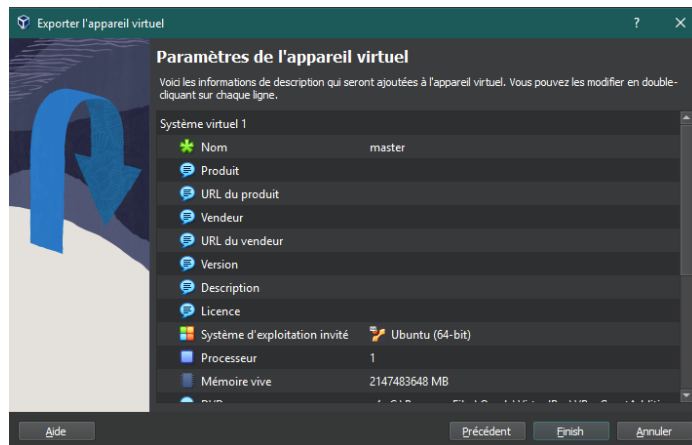 Exporter l'appareil virtuel
Paramètres de l'appareil virtuel
Voici les informations de description qui seront ajoutées à l'appareil virtuel. Vous pouvez les modifier en double-
cliquant sur chaque ligne.
Système virtuel 1
Nom master
Produit
URL du produit
Vendeur
URL du vendeur
Version
Description
Licence
Système d'exploitation invité Ubuntu (64-bit)
Processeur 1
Mémoire vive 2147483648 MB
Aide Précédent Finish Annuler